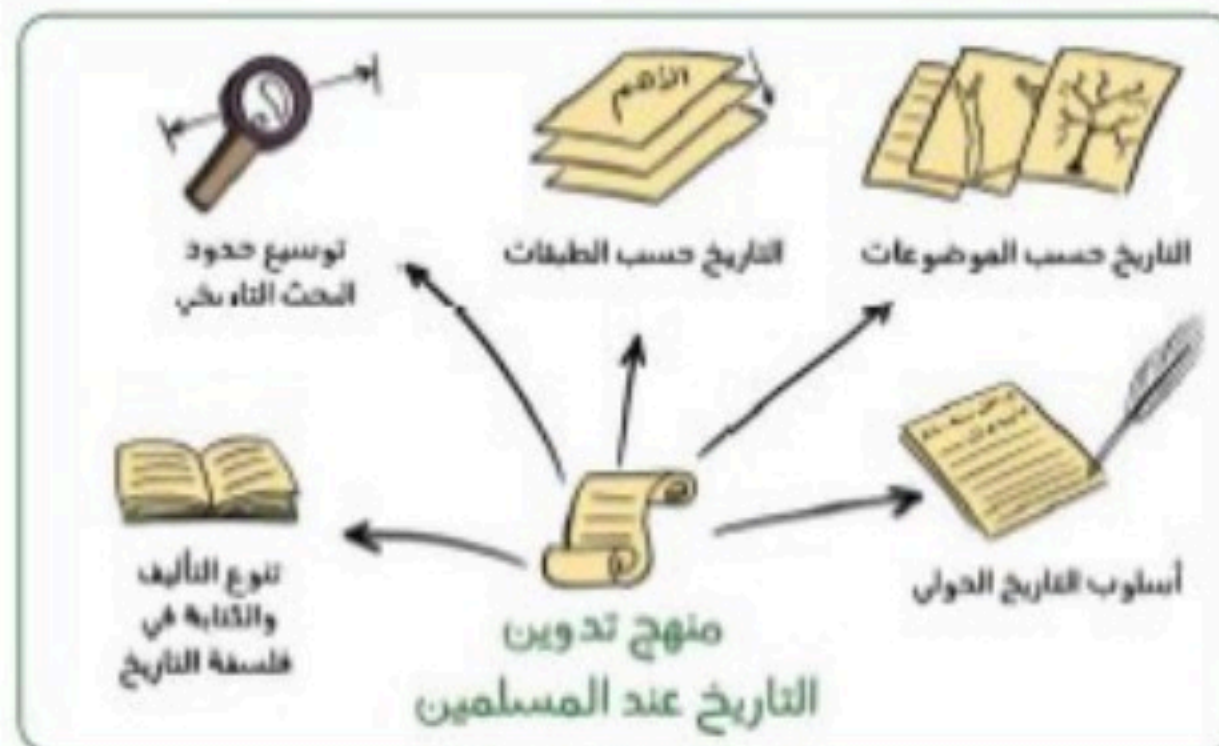 الأهم
التاريخ حسب الموضوعات
التاريخ حسب الطبقات
توسيع حدود
البحث التاريخي
أسلوب التاريخ الحولي
تنوع التأليف
والكتابة في
فلسفة التاريخ
منهج تدوين
التاريخ عند المسلمين